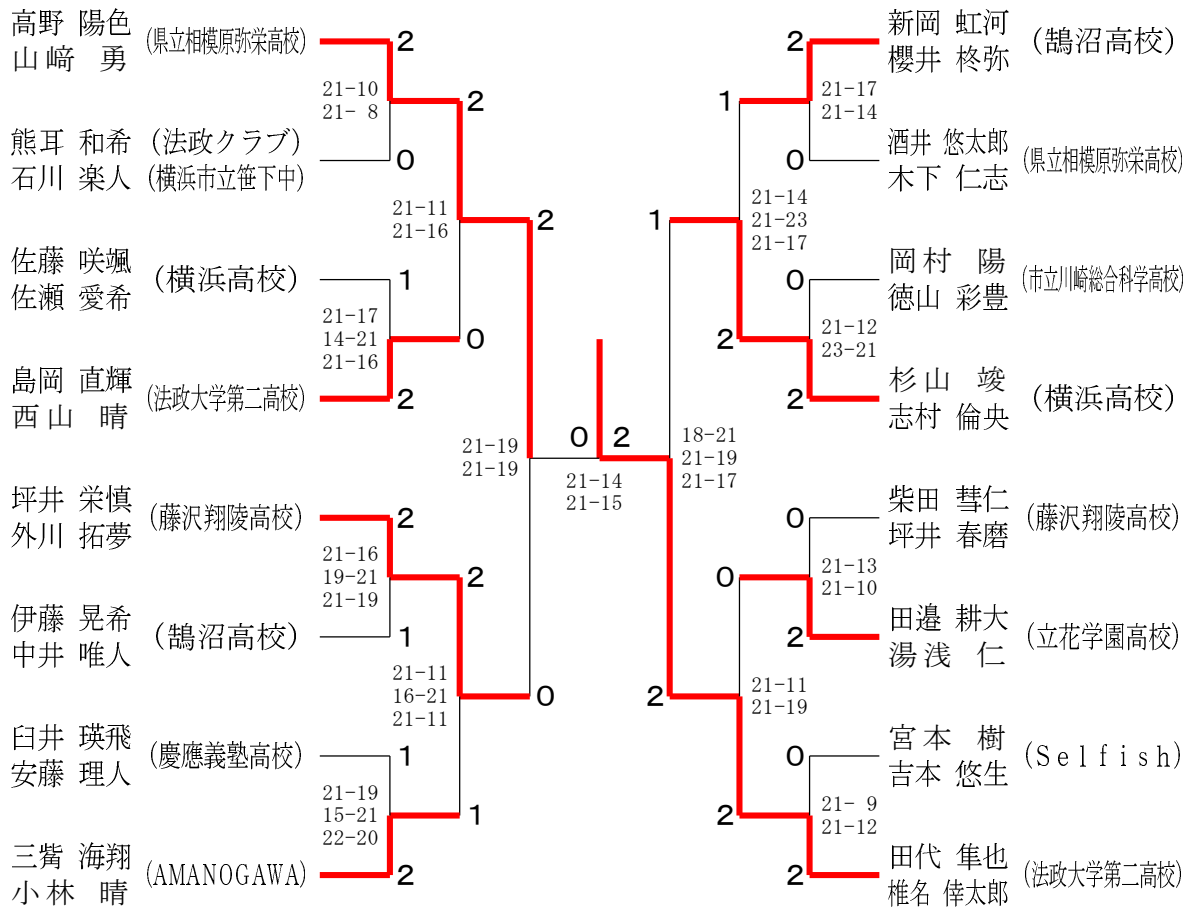 高野 陽色
山﨑 勇
(県立相模原弥栄高校)
2
21-10
21- 8
2
熊耳 和希 (法政クラブ)
石川 楽人 (横浜市立笹下中)
0
21-11
21-16
2
佐藤 咲颯
佐瀬 愛希
(横浜高校)
1
21-17
14-21
21-16
0
島岡 直輝
西山 晴
(法政大学第二高校)
2
21-19
21-19
坪井 栄慎
外川 拓夢
(藤沢翔陵高校)
2
21-16
19-21
21-19
2
伊藤 晃希
中井 唯人
(鵠沼高校)
1
21-11
16-21
21-11
0
臼井 瑛飛
安藤 理人
(慶應義塾高校)
1
21-19
15-21
22-20
1
三觜 海翔
小林 晴
(AMANOGAWA)
2
0 2
21-14
21-15
新岡 虹河
櫻井 柊弥
(鵠沼高校)
2
21-17
21-14
1
酒井 悠太郎
木下 仁志
(県立相模原弥栄高校)
0
21-14
21-23
21-17
1
岡村 陽
徳山 彩豊
(市立川崎総合科学高校)
0
21-12
23-21
2
杉山 竣
志村 倫央
(横浜高校)
2
18-21
21-19
21-17
柴田 彗仁
坪井 春磨
(藤沢翔陵高校)
0
21-13
21-10
0
田邉 耕大
湯浅 仁
(立花学園高校)
2
21-11
21-19
2
宮本 樹
吉本 悠生
(Selfish)
0
21- 9
21-12
2
田代 隼也
椎名 倖太郎
(法政大学第二高校)
2